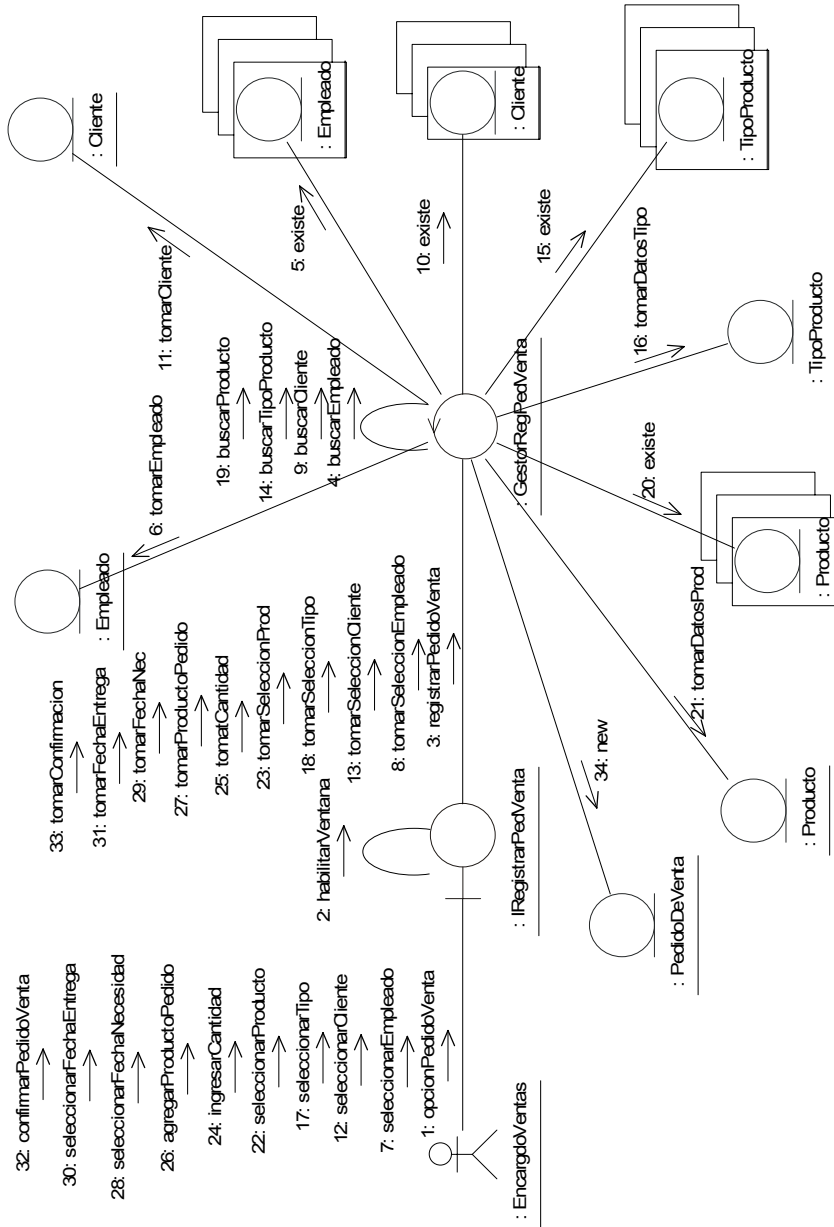 32: confirmarPedidoVenta
30: seleccionarFechaEntrega
28: seleccionarFechaNecesidad
26: agregarProductoPedido
24: ingresarCantidad
22: seleccionarProducto
17: seleccionarTipo
12: seleccionarCliente
7: seleccionarEmpleado
1: opcionPedidoVenta
: EncargdoVentas
2: habilitarVentana
: IRegistrarPedVenta
33: tomarConfirmacion
31: tomarFechaEntrega
29: tomarFechaNec
27: tomarProductoPedido
25: tomatCantidad
23: tomarSeleccionProd
18: tomarSeleccionTipo
13: tomarSeleccionCliente
8: tomarSeleccionEmpleado
3: registrarPedidoVenta
: Empleado
6: tomarEmpleado
19: buscarProducto
14: buscarTipoProducto
9: buscarCliente
4: buscarEmpleado
: GestorRegPedVenta
11: tomarCliente
: Cliente
5: existe
: Empleado
10: existe
: Cliente
15: existe
: TipoProducto
16: tomarDatosTipo
: TipoProducto
20: existe
: Producto
21: tomarDatosProd
: Producto
34: new
: PedidoDeVenta